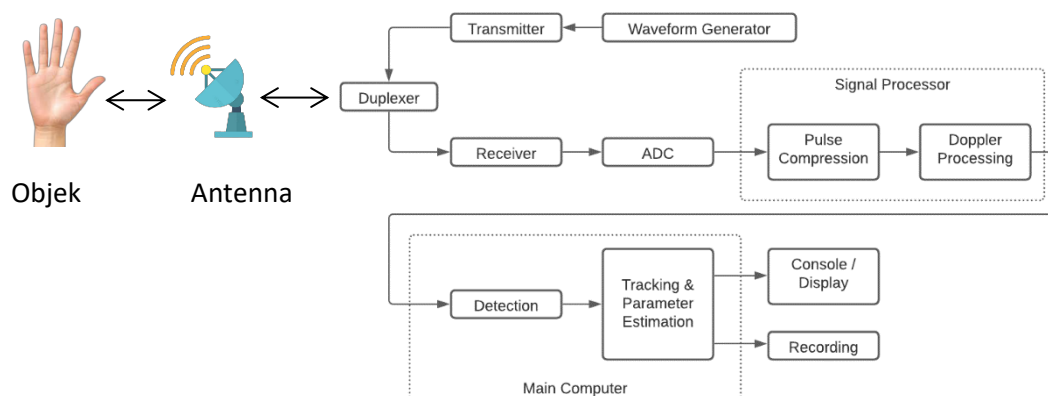 Transmitter
Waveform Generator
Signal Processor
Duplexer
Pulse
Compression
Doppler
Processing
Receiver
ADC
Objek
Antenna
Console /
Display
Tracking &
Parameter
Estimation
Detection
Recording
Main Computer